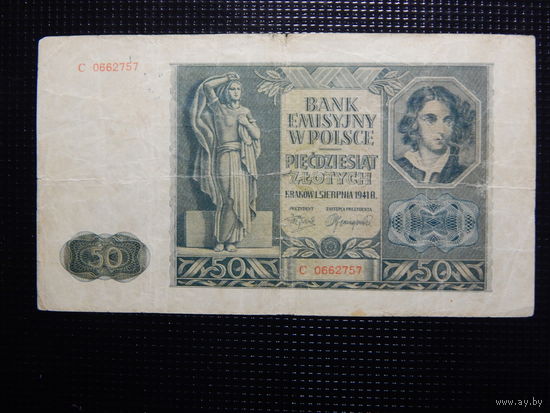 C 0662757
BANK
EMISYJNY
W POLSCE
PIĘĆDZIESIĄT
ZŁOTYCH
KRAKÓW 1. SIERPNIA 1941 R.
PREZYDENT ZASTĘPCA PREZYDENTA
50
50
C 0662757
50
www.ay.by